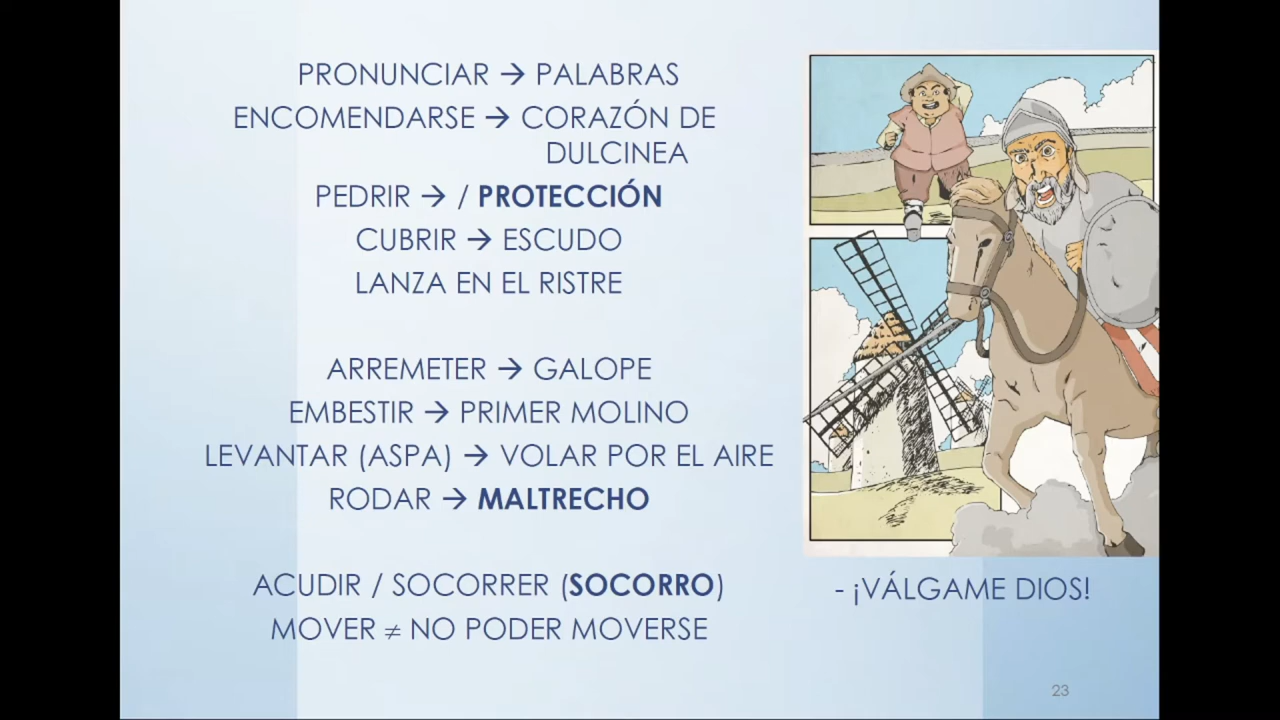 PRONUNCIAR → PALABRAS
ENCOMENDARSE → CORAZÓN DE
DULCINEA
PEDRIR → / PROTECCIÓN
CUBRIR → ESCUDO
LANZA EN EL RISTRE
ARREMETER → GALOPE
EMBESTIR → PRIMER MOLINO
LEVANTAR (ASPA) → VOLAR POR EL AIRE
RODAR → MALTRECHO
ACUDIR / SOCORRER (SOCORRO)
MOVER ≠ NO PODER MOVERSE
- ¡VÁLGAME DIOS!
23